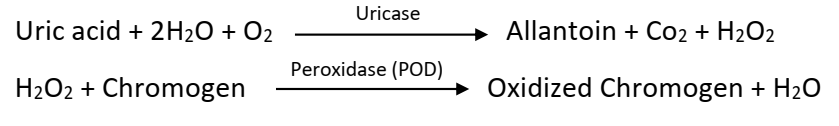 Uric acid + 2H₂O + O₂ Uricase Allantoin + Co₂ + H₂O₂
H₂O₂ + Chromogen Peroxidase (POD) Oxidized Chromogen + H₂O